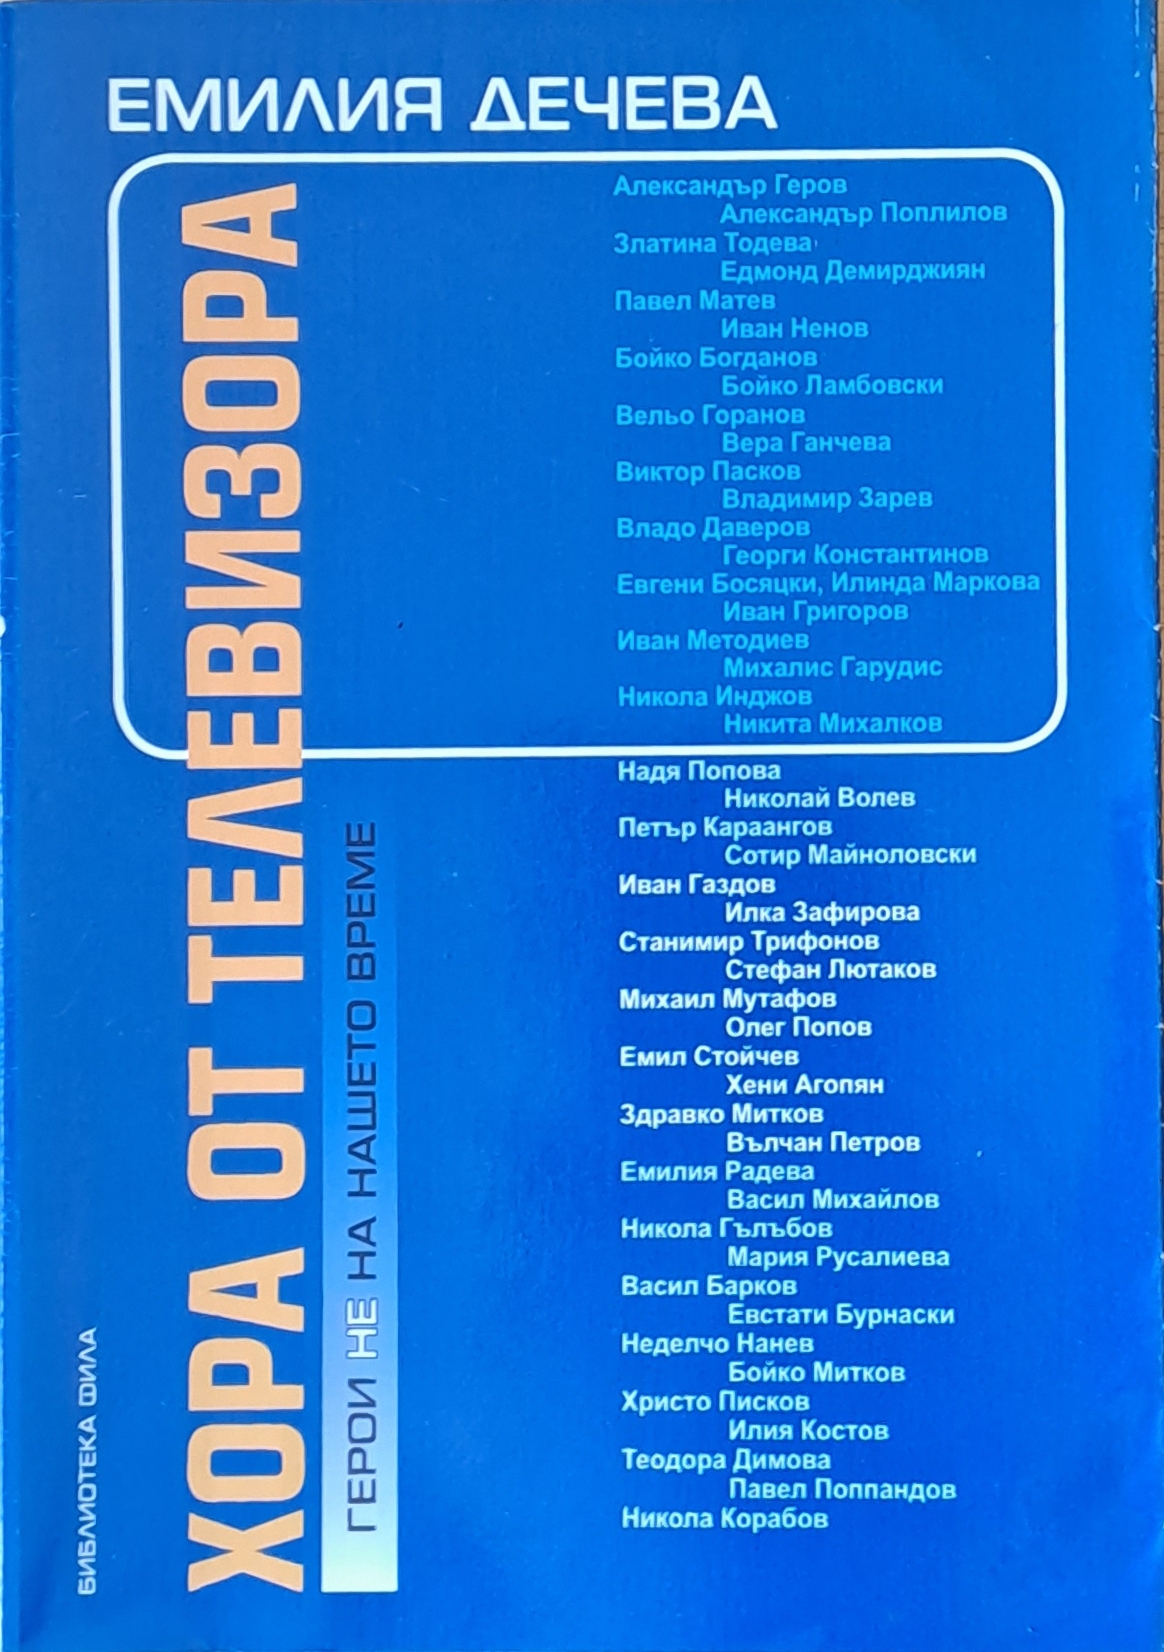 ЕМИЛИЯ ДЕЧЕВА
ХОРА ОТ ТЕЛЕВИЗОРА
ГЕРОИ НЕ НА НАШЕТО ВРЕМЕ
БИБЛИОТЕКА ФИЛА
Александър Геров
Александър Поплилов
Златина Тодева
Едмонд Демирджиян
Павел Матев
Иван Ненов
Бойко Богданов
Бойко Ламбовски
Вельо Горанов
Вера Ганчева
Виктор Пасков
Владимир Зарев
Владо Даверов
Георги Константинов
Евгени Босяцки, Илинда Маркова
Иван Григоров
Иван Методиев
Михалис Гарудис
Никола Инджов
Никита Михалков
Надя Попова
Николай Волев
Петър Караангов
Сотир Майноловски
Иван Газдов
Илка Зафирова
Станимир Трифонов
Стефан Лютаков
Михаил Мутафов
Олег Попов
Емил Стойчев
Хени Агопян
Здравко Митков
Вълчан Петров
Емилия Радева
Васил Михайлов
Никола Гълъбов
Мария Русалиева
Васил Барков
Евстати Бурнаски
Неделчо Нанев
Бойко Митков
Христо Писков
Илия Костов
Теодора Димова
Павел Поппандов
Никола Корабов